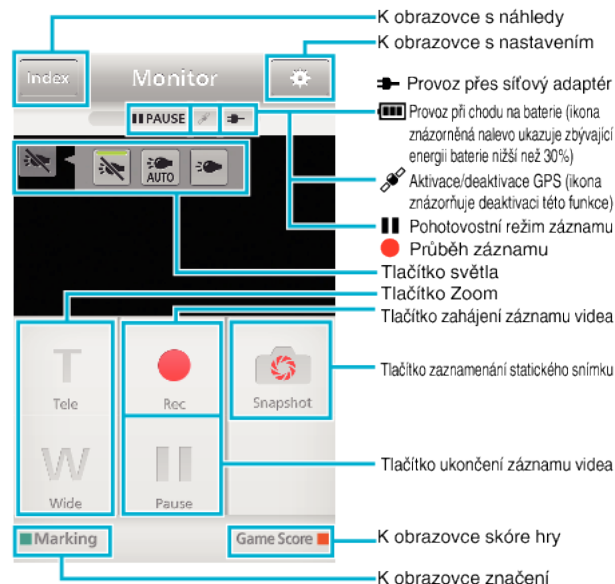 K obrazovce s náhledy
K obrazovce s nastavením
Index
Monitor
PAUSE
Provoz přes síťový adaptér
Provoz při chodu na baterie (ikona
znázorněná nalevo ukazuje zbývající
energii baterie nižší než 30%)
Aktivace/deaktivace GPS (ikona
znázorňuje deaktivaci této funkce)
Pohotovostní režim záznamu
Průběh záznamu
AUTO
Tlačítko světla
Tlačítko Zoom
Tlačítko zahájení záznamu videa
T
Tele
Rec
Snapshot
Tlačítko zaznamenání statického snímku
W
Wide
Pause
Tlačítko ukončení záznamu videa
Marking
Game Score
K obrazovce skóre hry
K obrazovce značení